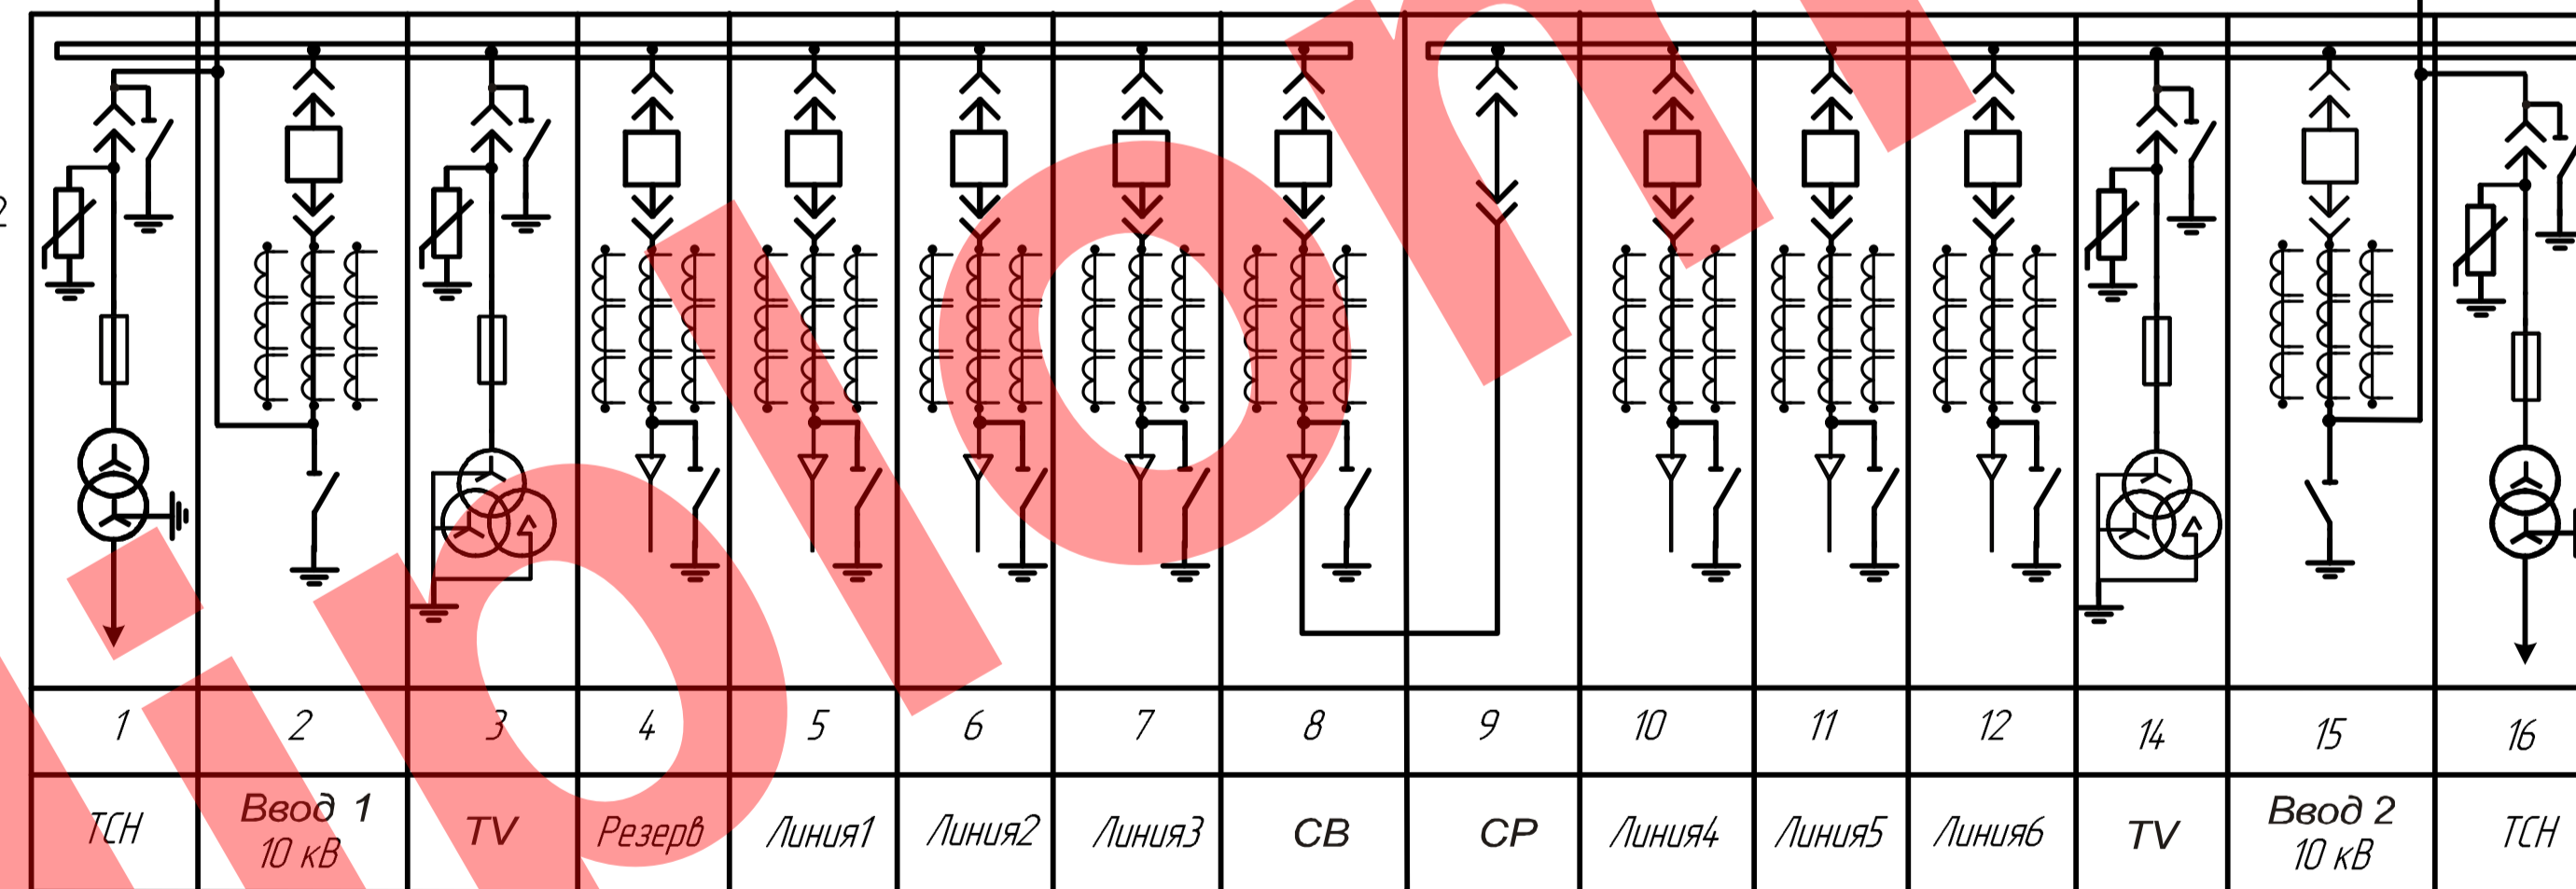 2
1 2 3 4 5 6 7 8 9 10 11 12 14 15 16
ТСН Ввод 1 TV Резерв Линия1 Линия2 Линия3 СВ СР Линия4 Линия5 Линия6 TV Ввод 2 ТСН
10 кВ 10 кВ